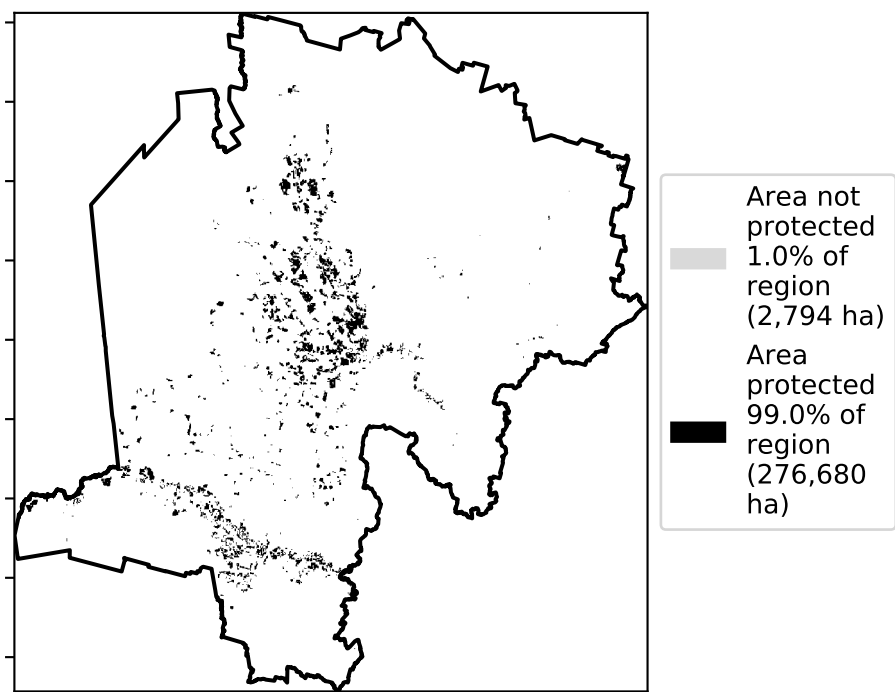 Area not
protected
1.0% of
region
(2,794 ha)
Area
protected
99.0% of
region
(276,680
ha)